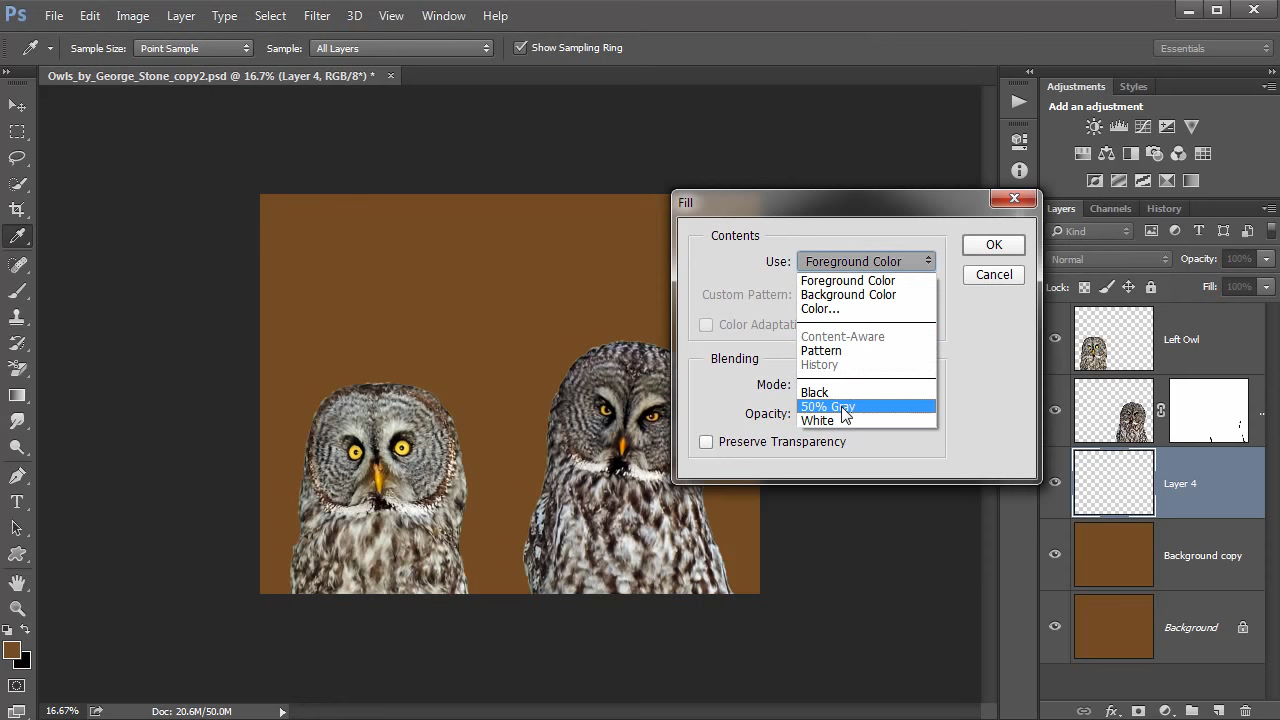 Ps File Edit Image Layer Type Select Filter 3D View Window Help
Sample Size: Point Sample Sample: All Layers Show Sampling Ring Essentials
Owls_by_George_Stone_copy2.psd @ 16.7% (Layer 4, RGB/8*) *
Adjustments Styles
Add an adjustment
Layers Channels History
Kind
Normal Opacity: 100%
Lock: Fill: 100%
Left Owl
Layer 4
Background copy
Background
Fill
Contents
Use: Foreground Color
OK
Cancel
Foreground Color
Background Color
Color...
Custom Pattern:
Color Adaptati
Content-Aware
Pattern
History
Blending
Mode:
Opacity:
Black
50% Gray
White
Preserve Transparency
16.67% Doc: 20.6M/50.0M